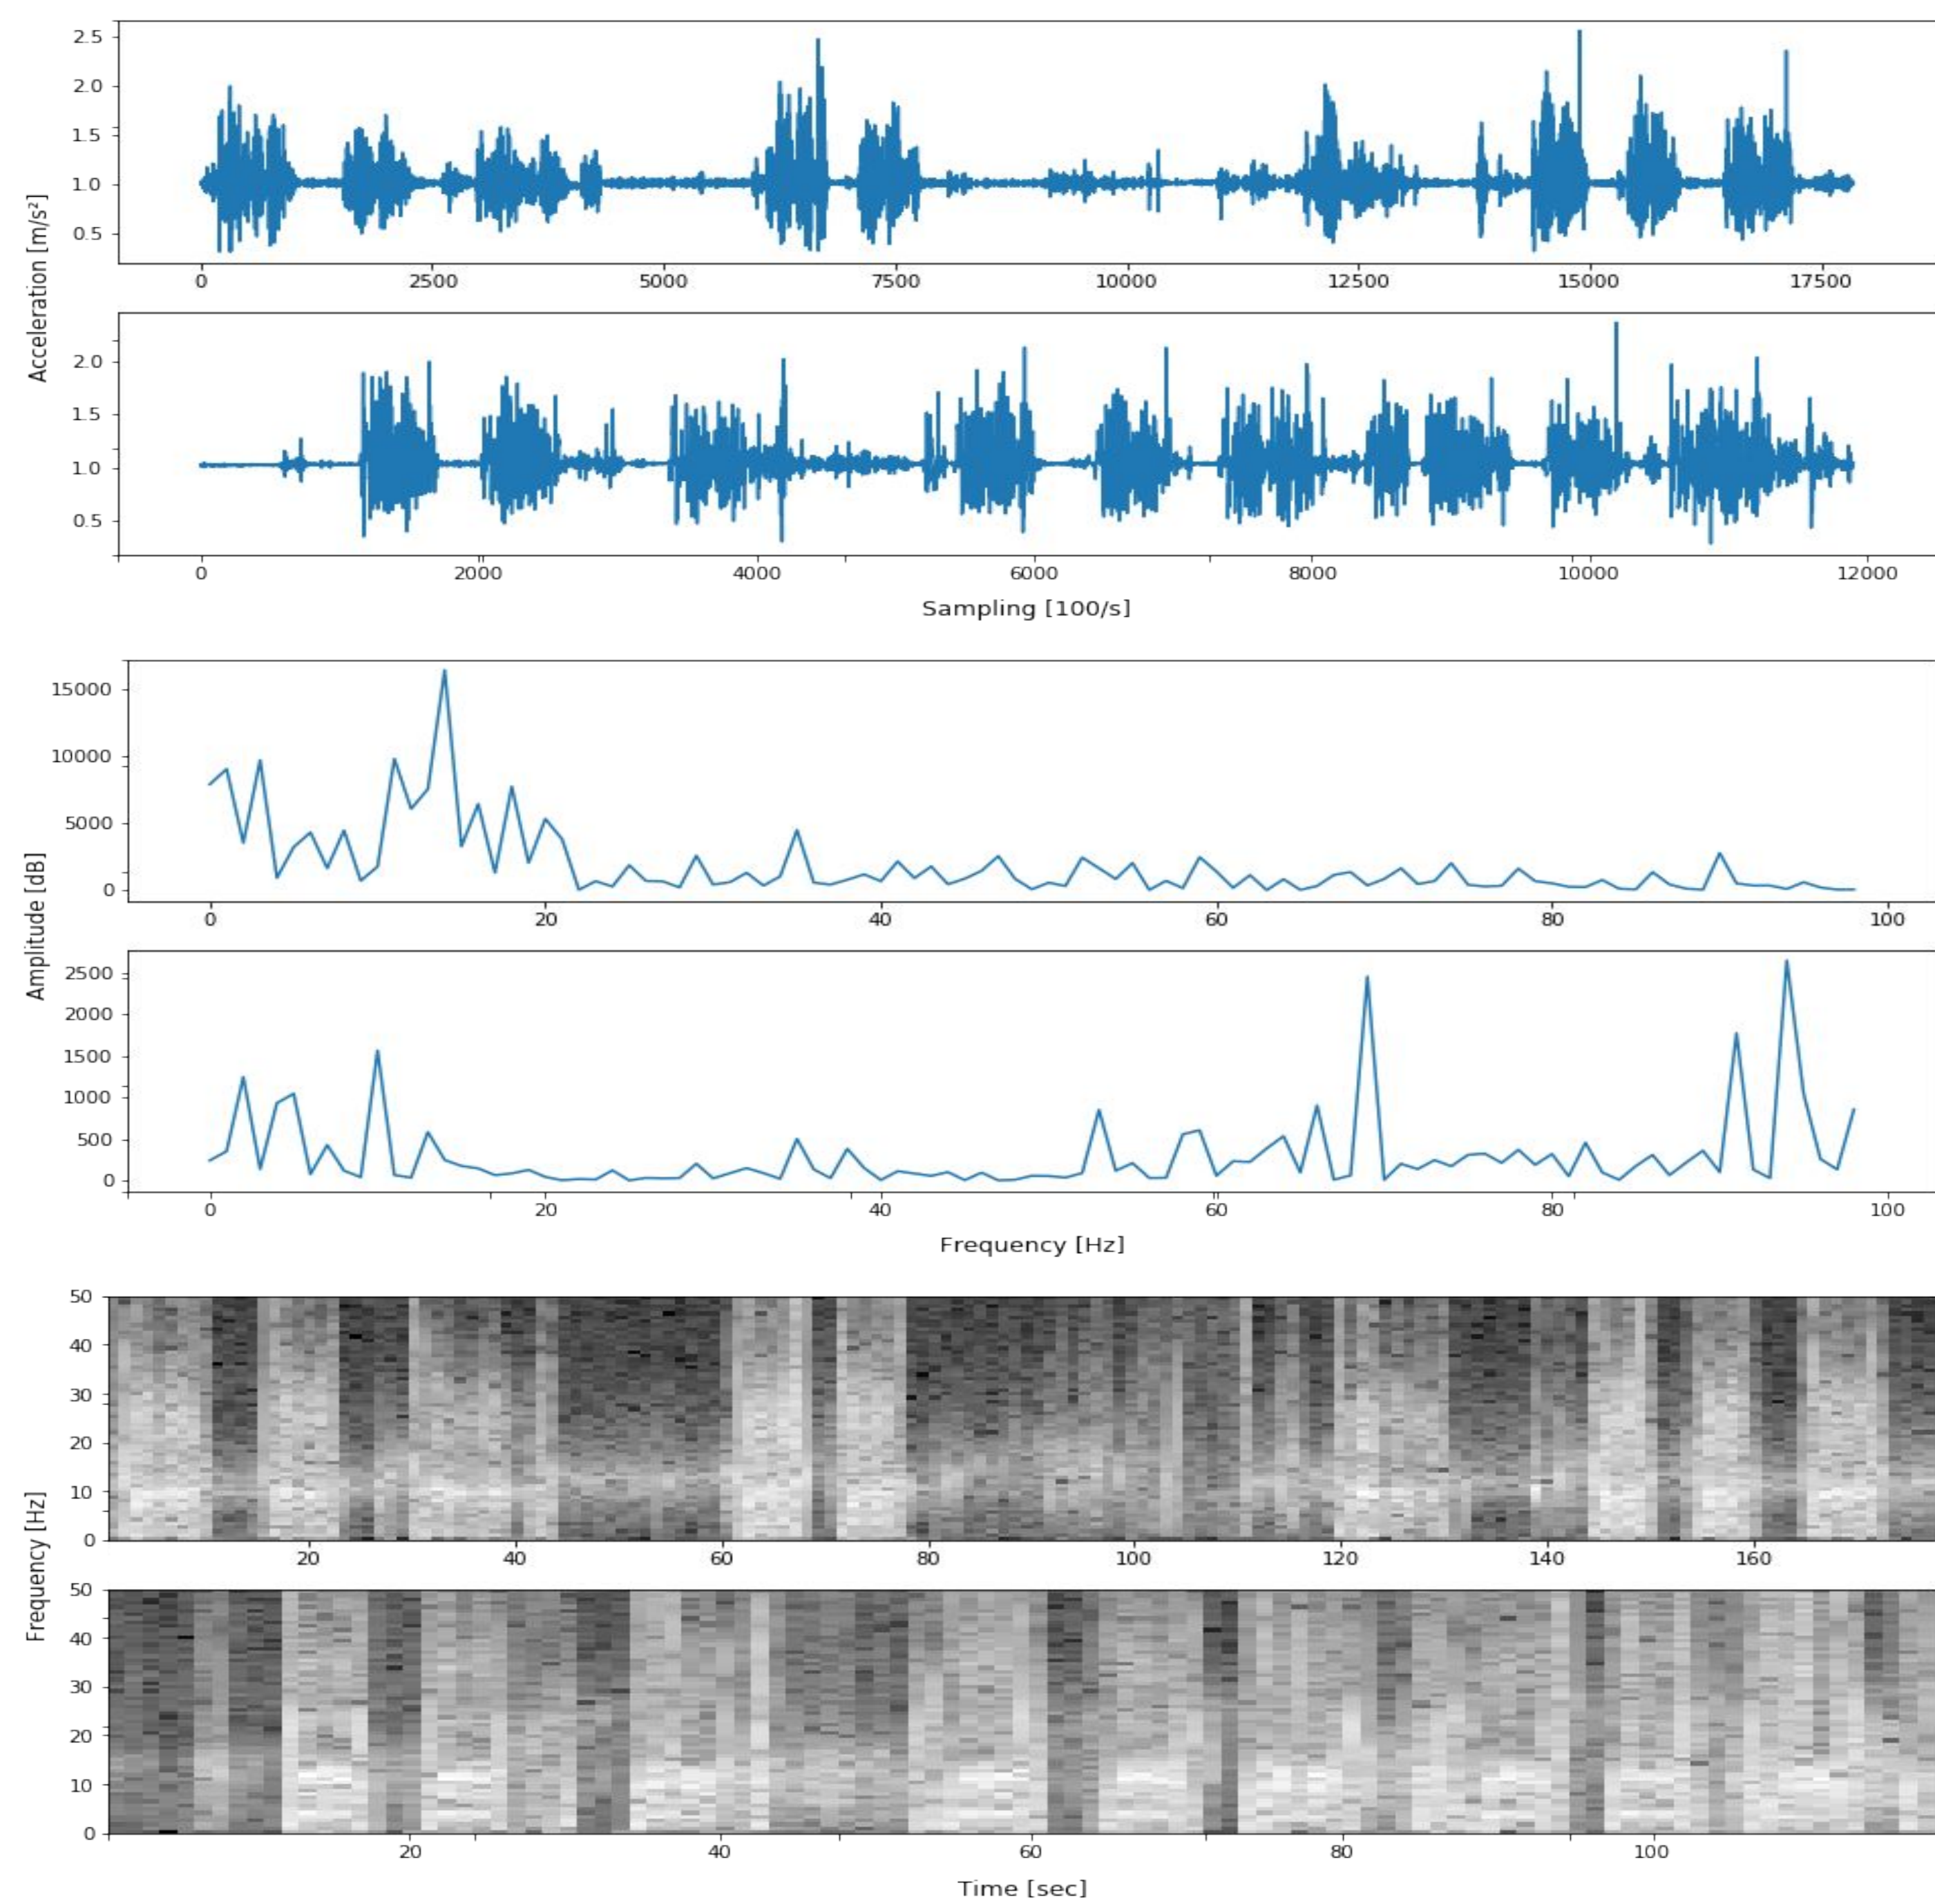 Acceleration [m/s²]
2.5
2.0
1.5
1.0
0.5
0 2500 5000 7500 10000 12500 15000 17500
2.0
1.5
1.0
0.5
0 2000 4000 6000 8000 10000 12000
Sampling [100/s]
Amplitude [dB]
15000
10000
5000
0
0 20 40 60 80 100
2500
2000
1500
1000
500
0
0 20 40 60 80 100
Frequency [Hz]
Frequency [Hz]
50
40
30
20
10
0
20 40 60 80 100 120 140 160
50
40
30
20
10
0
20 40 60 80 100
Time [sec]